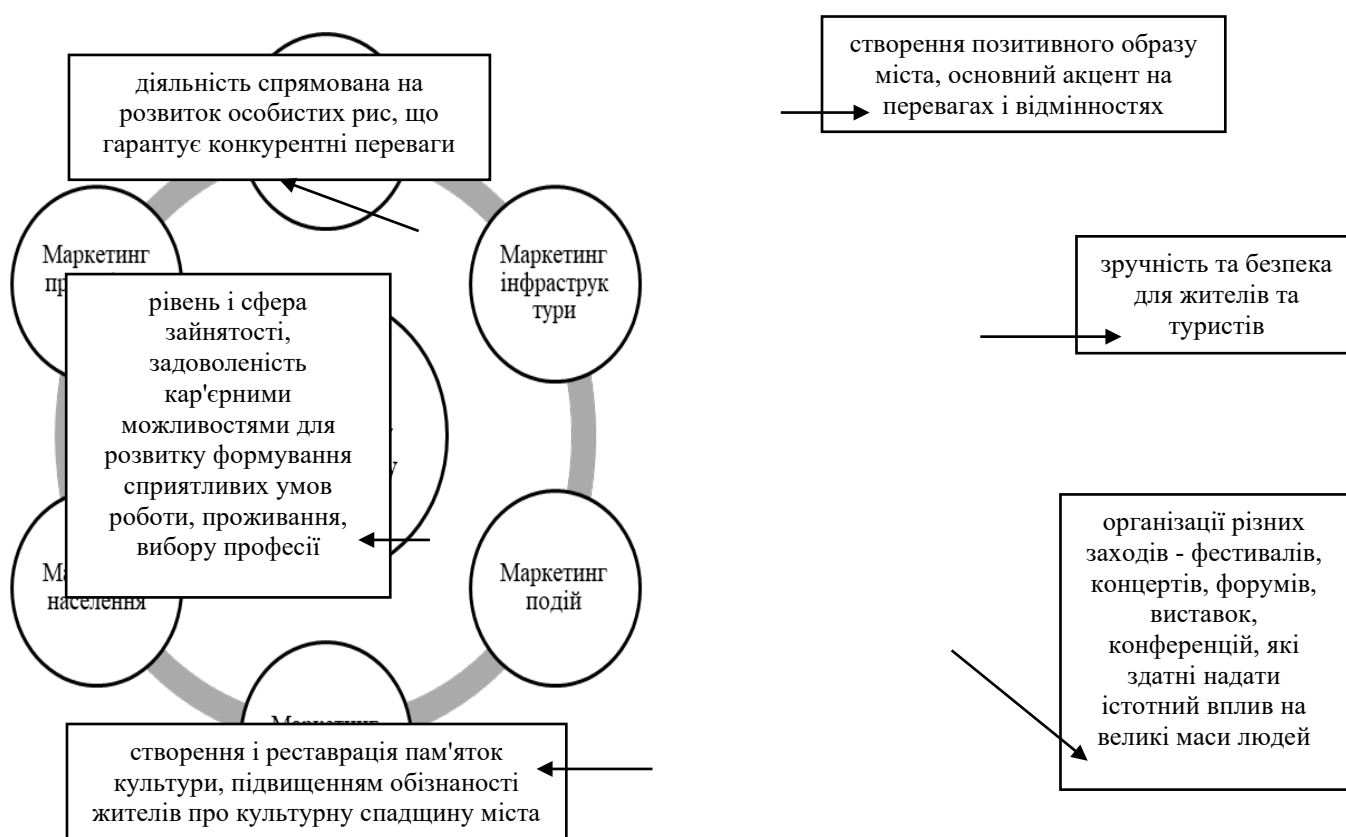 створення позитивного образу
міста, основний акцент на
перевагах і відмінностях
діяльність спрямована на
розвиток особистих рис, що
гарантує конкурентні переваги
Маркетинг
Маркетинг
інфраструк
тури
зручність та безпека
для жителів та
туристів
рівень і сфера
зайнятості,
задоволеність
кар'єрними
можливостями для
розвитку формування
сприятливих умов
роботи, проживання,
вибору професії
населення
Маркетинг
подій
організації різних
заходів - фестивалів,
концертів, форумів,
виставок,
конференцій, які
здатні надати
істотний вплив на
великі маси людей
Маркетинг
створення і реставрація пам'яток
культури, підвищенням обізнаності
жителів про культурну спадщину міста